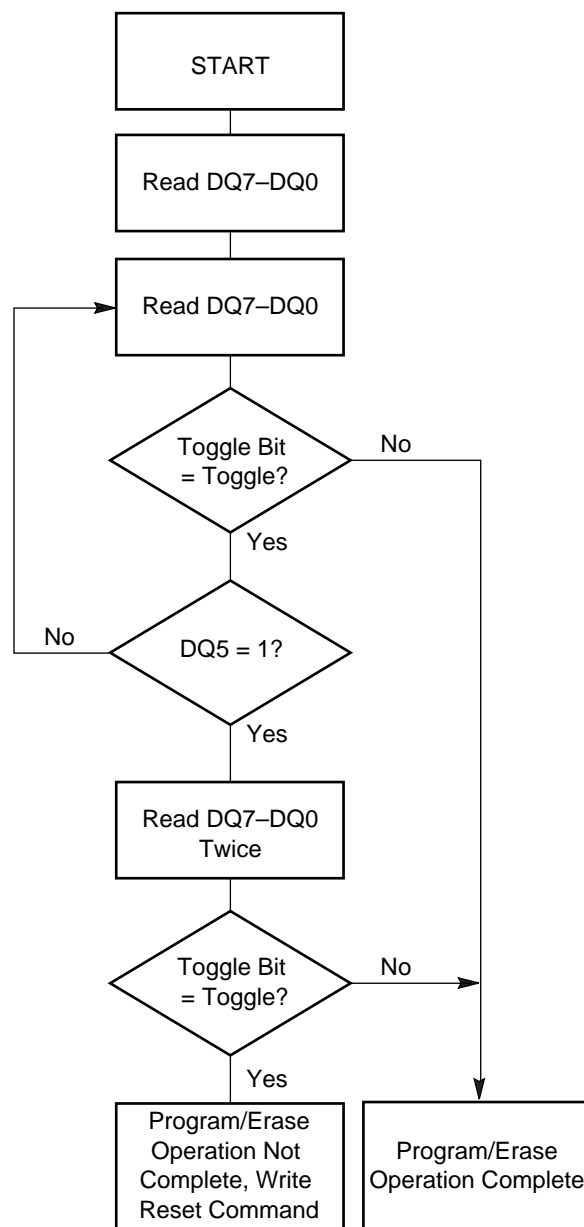 START
Read DQ7–DQ0
Read DQ7–DQ0
Toggle Bit
= Toggle?
No
Yes
No
DQ5 = 1?
Yes
Read DQ7–DQ0
Twice
Toggle Bit
= Toggle?
No
Yes
Program/Erase
Operation Not
Complete, Write
Reset Command
Program/Erase
Operation Complete